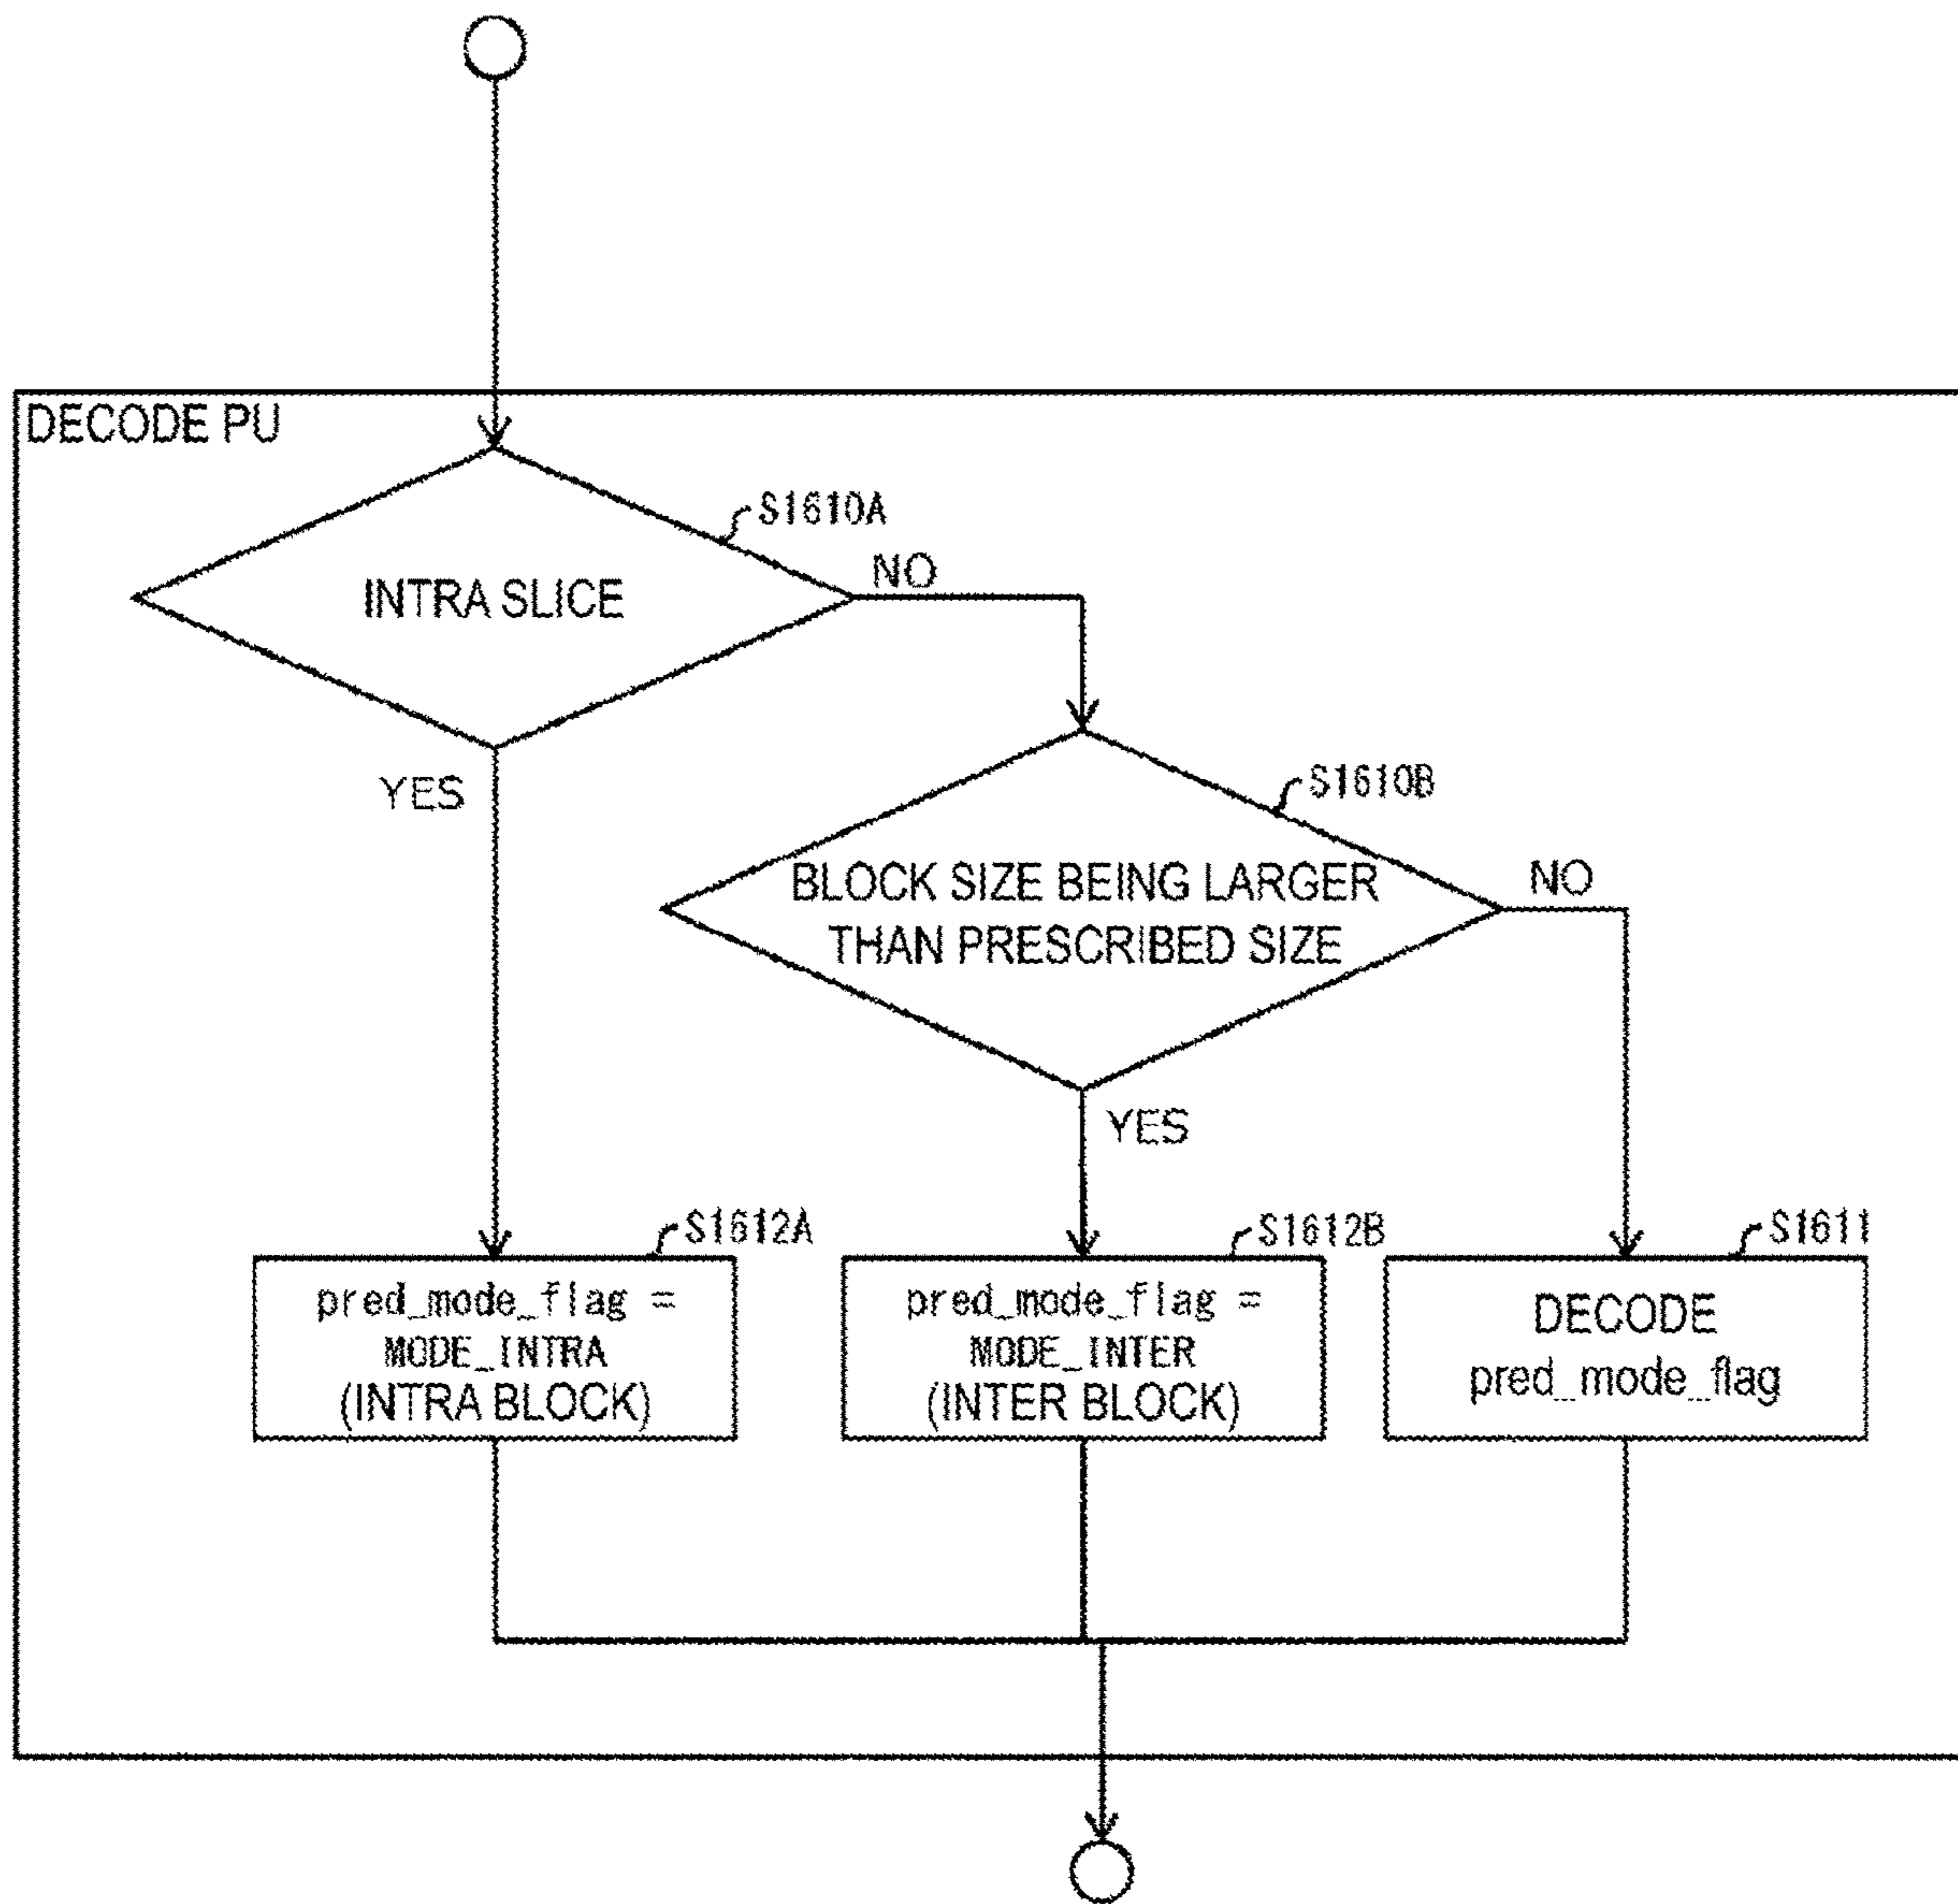 DECODE PU
S1610A
INTRA SLICE
NO
YES
S1610B
BLOCK SIZE BEING LARGER
THAN PRESCRIBED SIZE
NO
YES
S1612A
pred_mode_flag =
MODE_INTRA
(INTRA BLOCK)
S1612B
pred_mode_flag =
MODE_INTER
(INTER BLOCK)
S1611
DECODE
pred_mode_flag